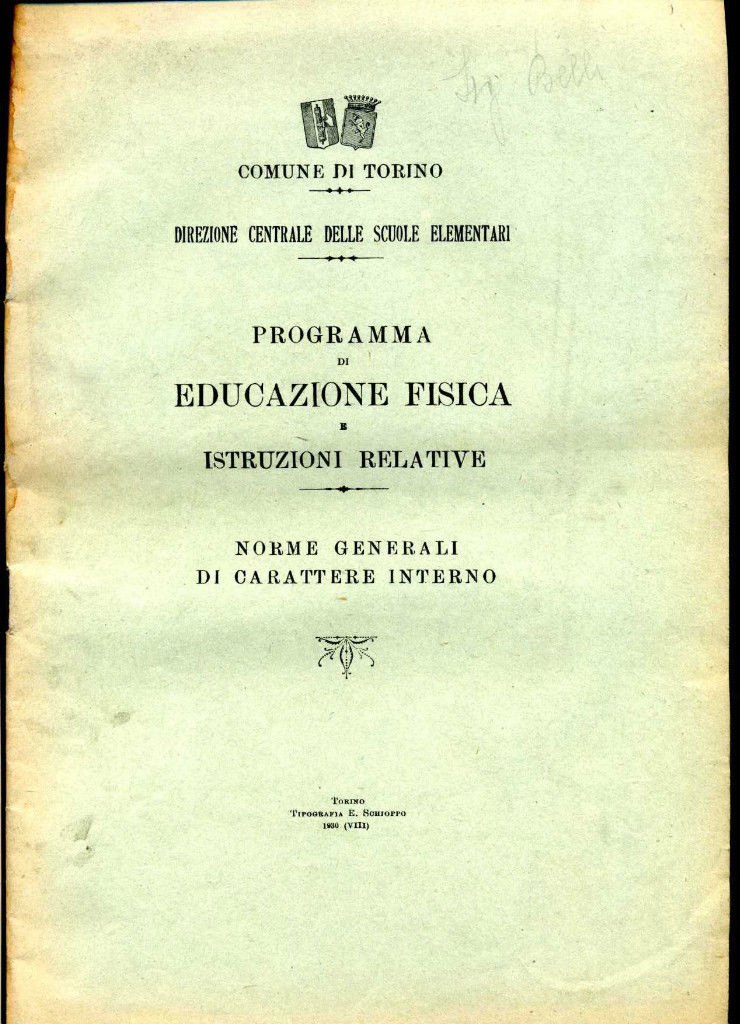 Belli
COMUNE DI TORINO
DIREZIONE CENTRALE DELLE SCUOLE ELEMENTARI
PROGRAMMA
DI
EDUCAZIONE FISICA
E
ISTRUZIONI RELATIVE
NORME GENERALI
DI CARATTERE INTERNO
TORINO
TIPOGRAFIA E. SCHIOPPO
1930 (VIII)